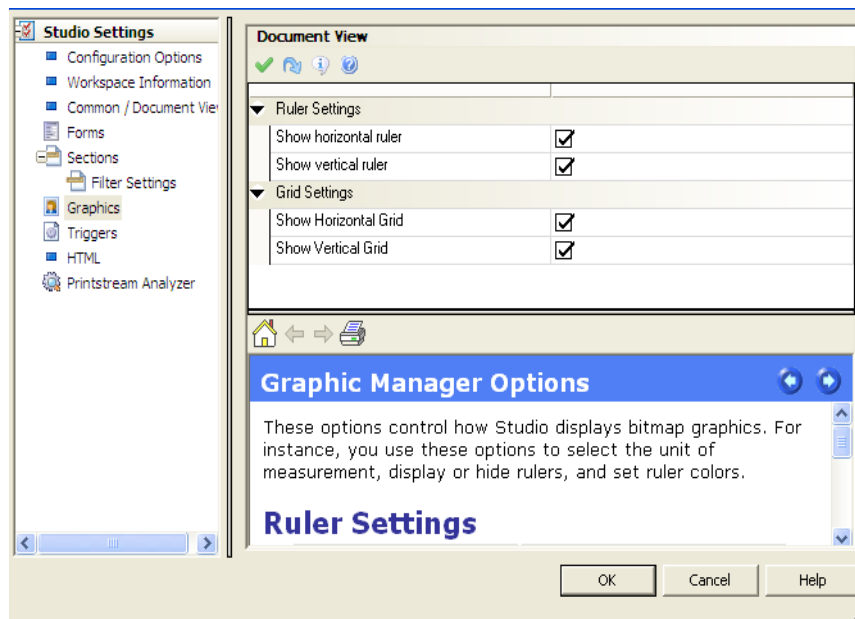 Studio Settings
Configuration Options
Workspace Information
Common / Document Vie
Forms
Sections
Filter Settings
Graphics
Triggers
HTML
Printstream Analyzer
Document View
Ruler Settings
Show horizontal ruler
Show vertical ruler
Grid Settings
Show Horizontal Grid
Show Vertical Grid
Graphic Manager Options
These options control how Studio displays bitmap graphics. For
instance, you use these options to select the unit of
measurement, display or hide rulers, and set ruler colors.
Ruler Settings
OK Cancel Help